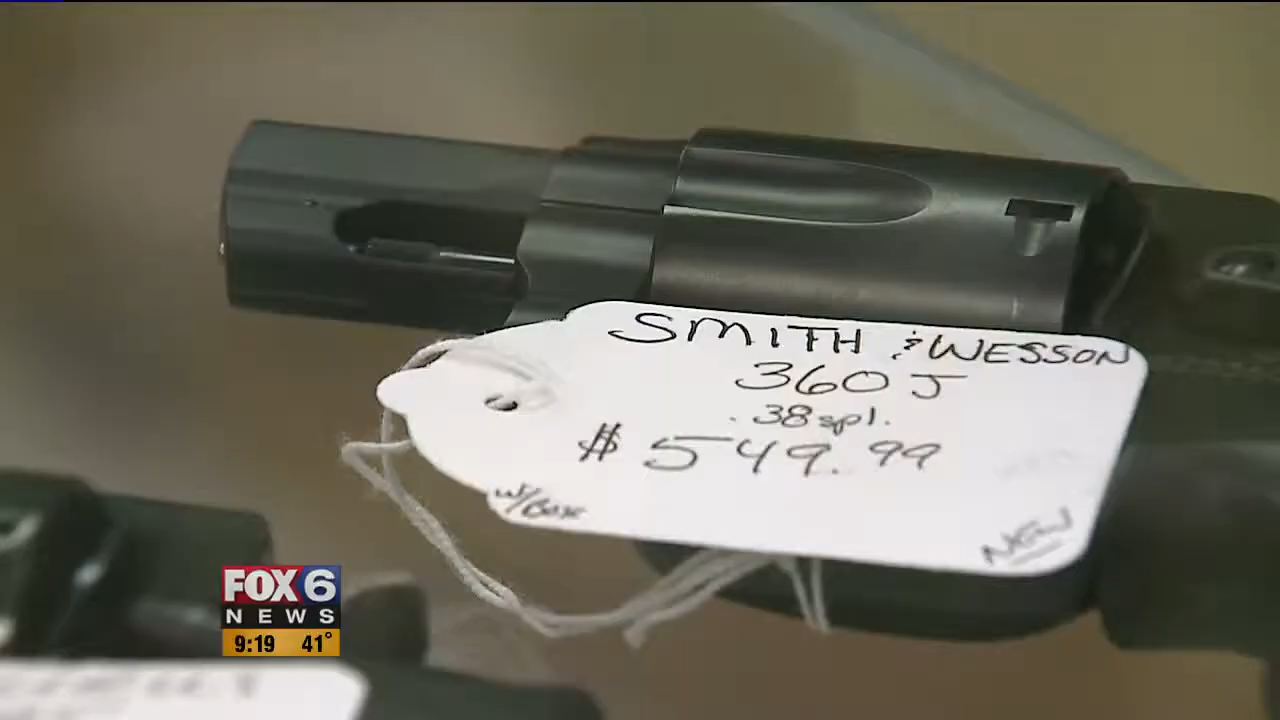 SMITH & WESSON
360 J
.38 spl.
$549.99
w/Box
NEW
FOX 6
NEWS
9:19 41°